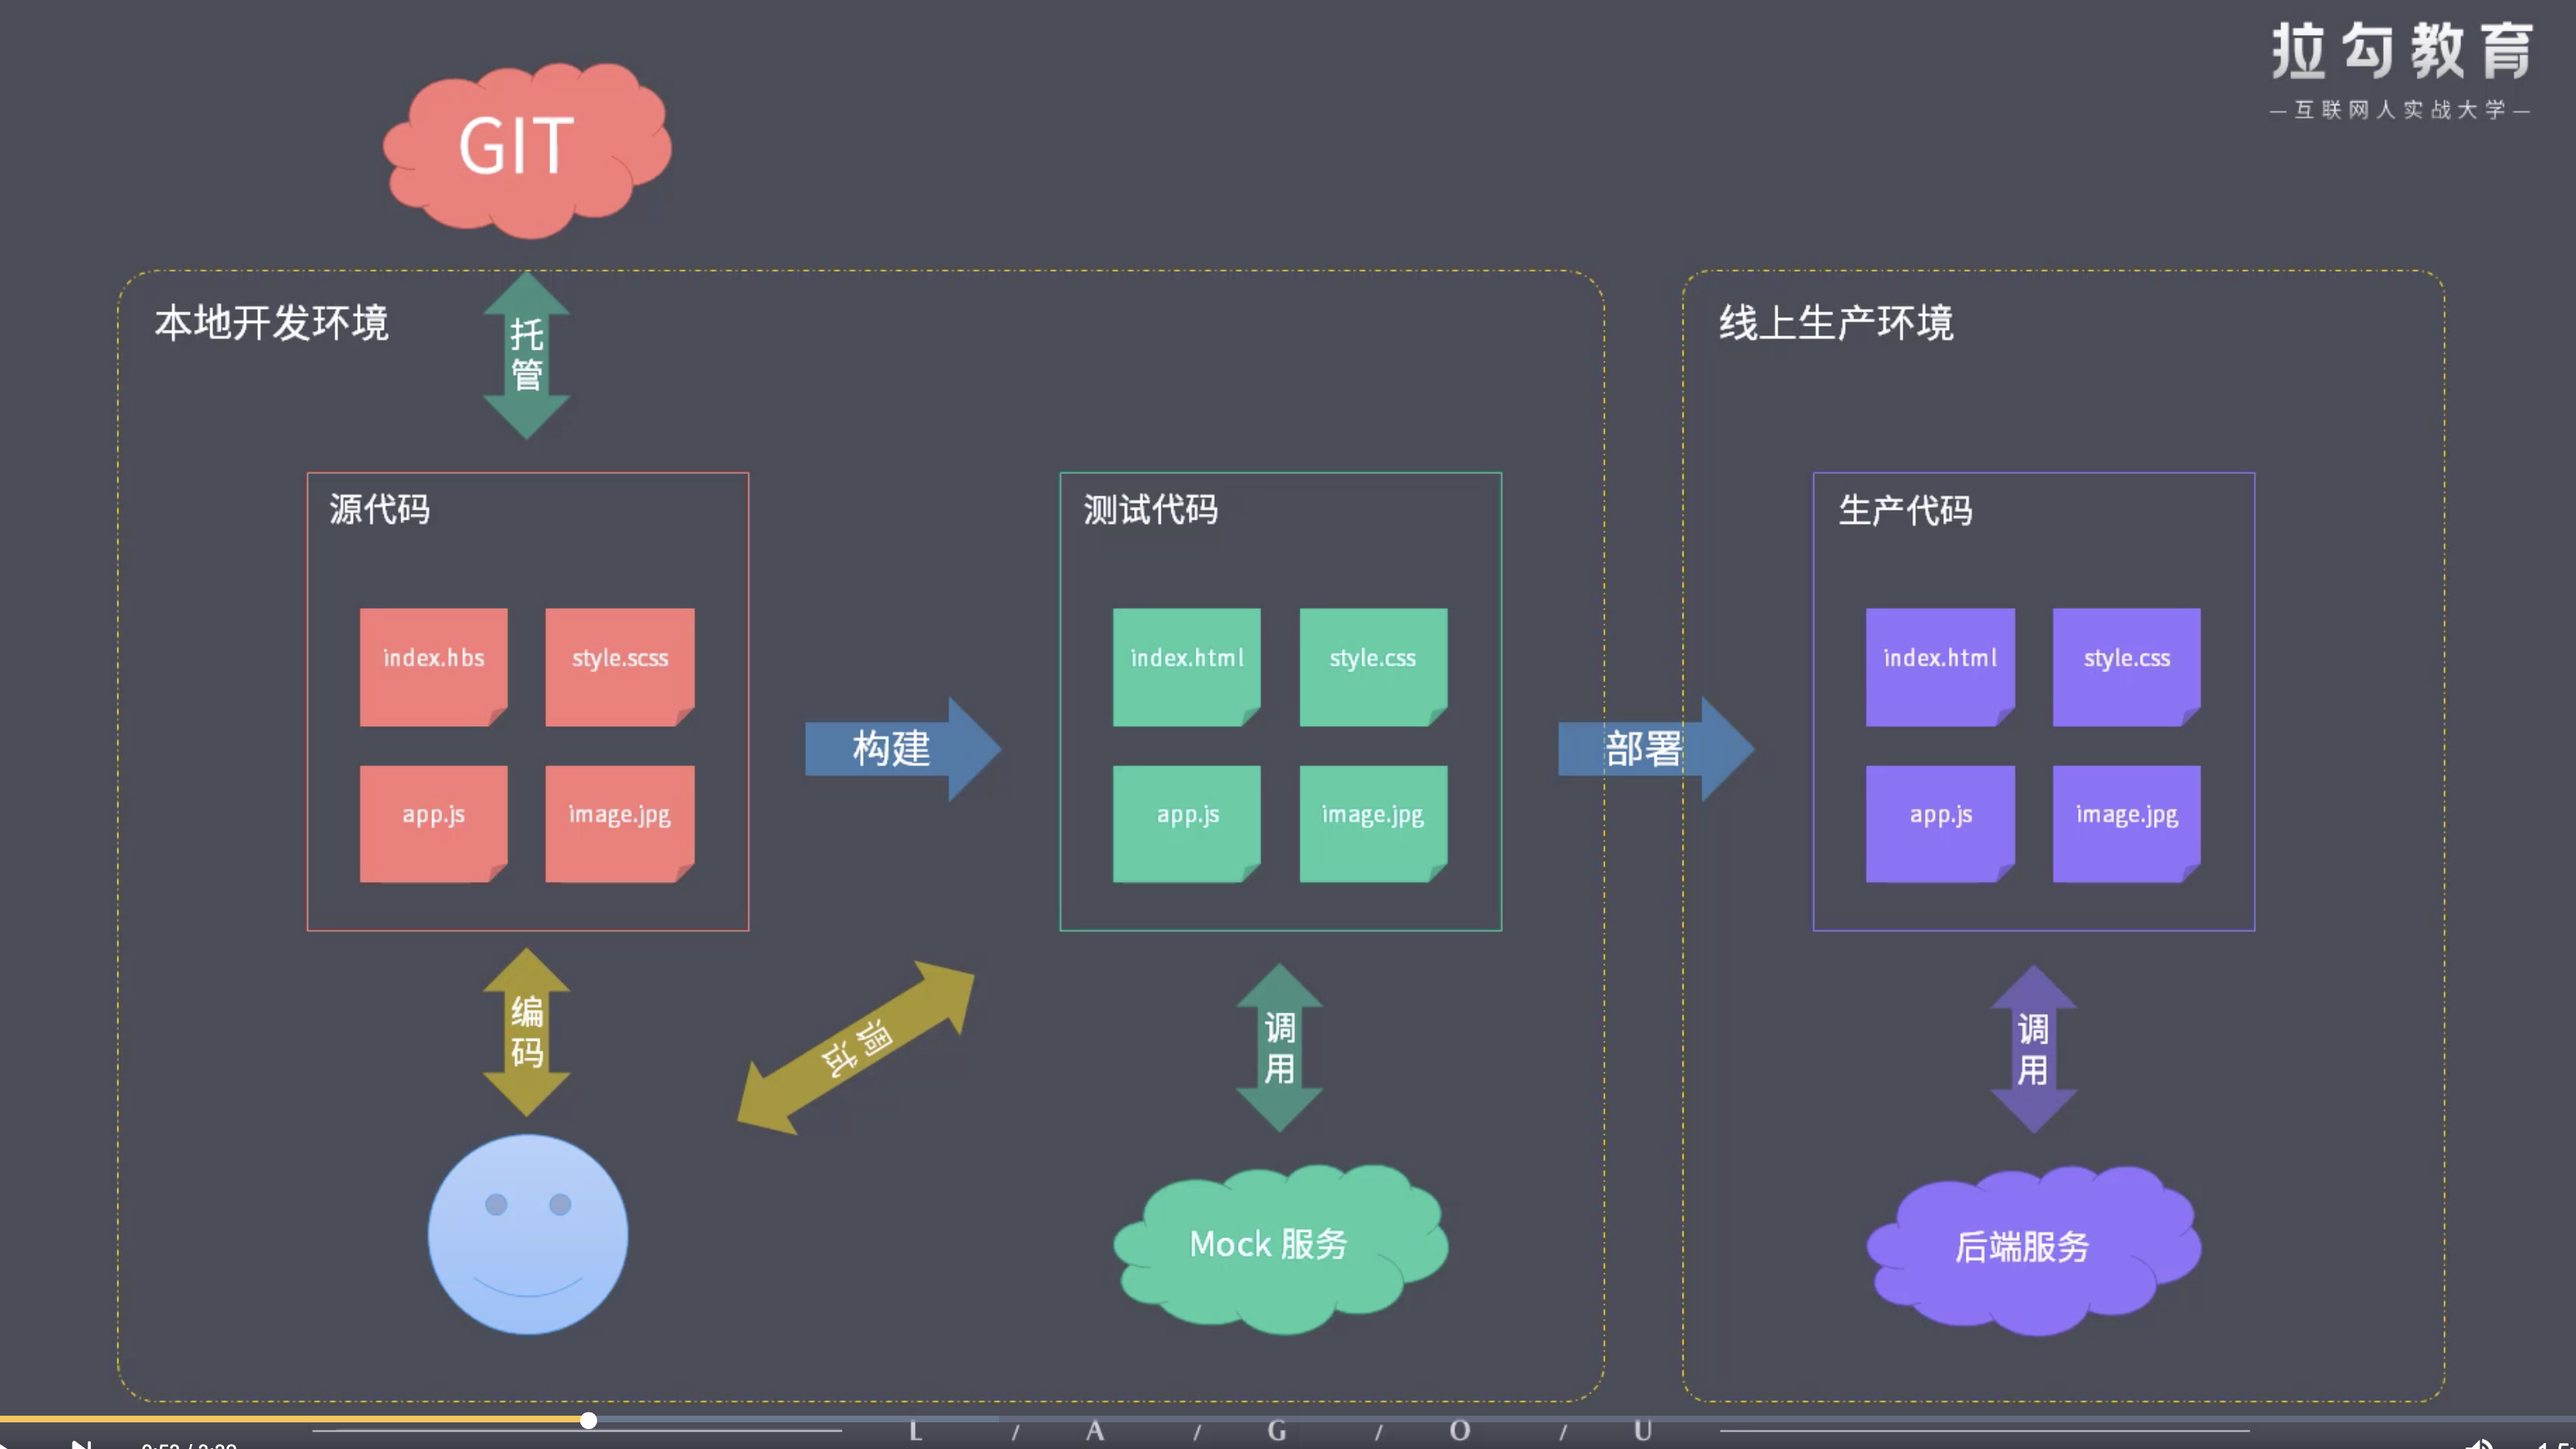 拉勾教育
—互联网人实战大学—
GIT
本地开发环境
托管
线上生产环境
源代码
index.hbs
style.scss
app.js
image.jpg
构建
测试代码
index.html
style.css
app.js
image.jpg
部署
生产代码
index.html
style.css
app.js
image.jpg
编码
调试
调用
调用
Mock 服务
后端服务
L / A / G / O / U